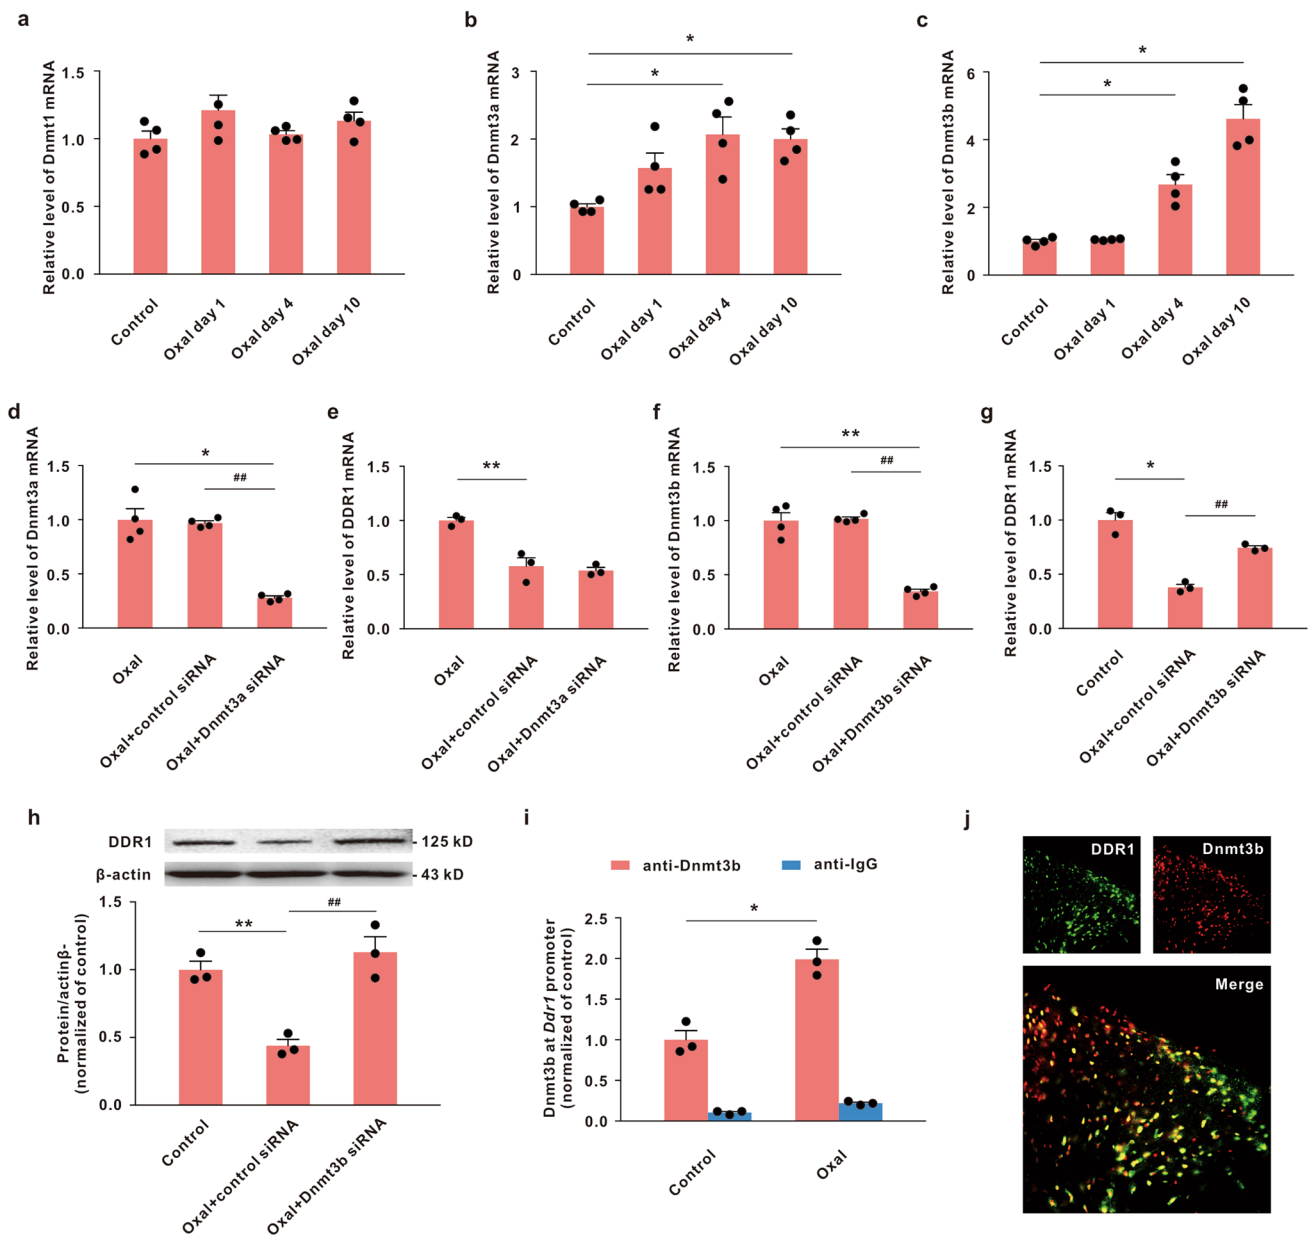 a
Relative level of Dnmt1 mRNA
1.5
1.0
0.5
0.0
Control
Oxal day 1
Oxal day 4
Oxal day 10
b
Relative level of Dnmt3a mRNA
3
2
1
0
*
*
Control
Oxal day 1
Oxal day 4
Oxal day 10
c
Relative level of Dnmt3b mRNA
6
4
2
0
*
*
Control
Oxal day 1
Oxal day 4
Oxal day 10
d
Relative level of Dnmt3a mRNA
1.5
1.0
0.5
0.0
*
##
Oxal
Oxal+control siRNA
Oxal+Dnmt3a siRNA
e
Relative level of DDR1 mRNA
1.5
1.0
0.5
0.0
**
Oxal
Oxal+control siRNA
Oxal+Dnmt3a siRNA
f
Relative level of Dnmt3b mRNA
1.5
1.0
0.5
0.0
**
##
Oxal
Oxal+control siRNA
Oxal+Dnmt3b siRNA
g
Relative level of DDR1 mRNA
1.5
1.0
0.5
0.0
*
##
Control
Oxal+control siRNA
Oxal+Dnmt3b siRNA
h
DDR1
- 125 kD
β-actin
- 43 kD
Protein/actinβ-
(normalized of control)
1.5
1.0
0.5
0.0
**
##
Control
Oxal+control siRNA
Oxal+Dnmt3b siRNA
i
anti-Dnmt3b
anti-IgG
Dnmt3b at Ddr1 promoter
(normalized of control)
2.5
2.0
1.5
1.0
0.5
0.0
*
Control
Oxal
j
DDR1
Dnmt3b
Merge